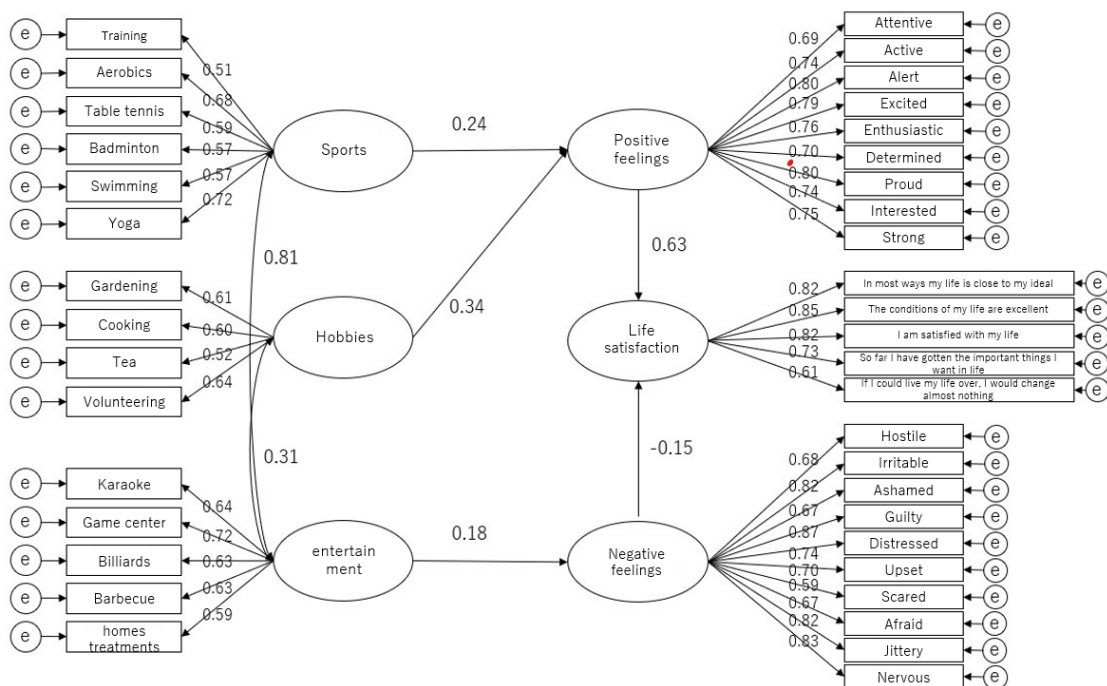 e
Training
e
Aerobics
e
Table tennis
e
Badminton
e
Swimming
e
Yoga
0.51
0.68
0.59
0.57
0.57
0.72
Sports
0.24
0.81
e
Gardening
e
Cooking
e
Tea
e
Volunteering
0.61
0.60
0.52
0.64
Hobbies
0.34
0.31
e
Karaoke
e
Game center
e
Billiards
e
Barbecue
e
homes
treatments
0.64
0.72
0.63
0.63
0.59
entertain
ment
0.18
Positive
feelings
0.63
Life
satisfaction
-0.15
Negative
feelings
0.69
0.74
0.80
0.79
0.76
0.70
0.80
0.74
0.75
Attentive
e
Active
e
Alert
e
Excited
e
Enthusiastic
e
Determined
e
Proud
e
Interested
e
Strong
e
0.82
0.85
0.82
0.73
0.61
In most ways my life is close to my ideal
e
The conditions of my life are excellent
e
I am satisfied with my life
e
So far I have gotten the important things I
want in life
e
If I could live my life over, I would change
almost nothing
e
0.68
0.82
0.67
0.87
0.74
0.70
0.59
0.67
0.82
0.83
Hostile
e
Irritable
e
Ashamed
e
Guilty
e
Distressed
e
Upset
e
Scared
e
Afraid
e
Jittery
e
Nervous
e